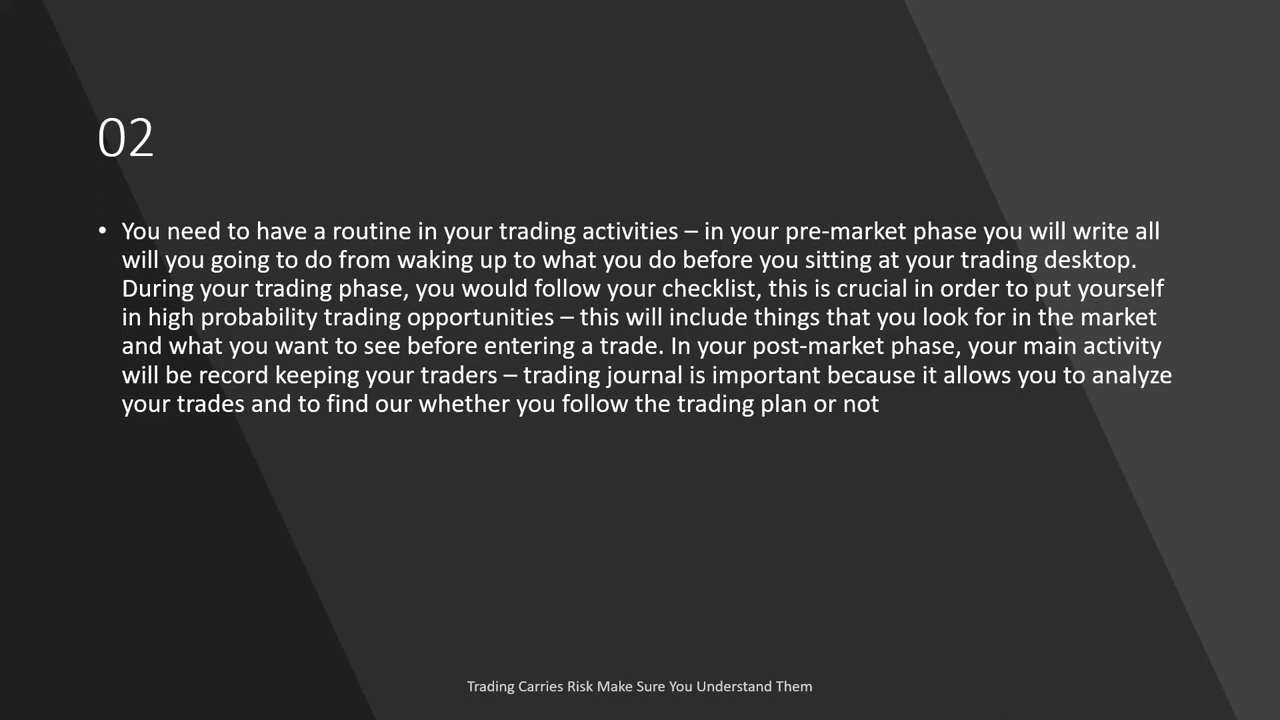 02
• You need to have a routine in your trading activities – in your pre-market phase you will write all
will you going to do from waking up to what you do before you sitting at your trading desktop.
During your trading phase, you would follow your checklist, this is crucial in order to put yourself
in high probability trading opportunities – this will include things that you look for in the market
and what you want to see before entering a trade. In your post-market phase, your main activity
will be record keeping your traders – trading journal is important because it allows you to analyze
your trades and to find our whether you follow the trading plan or not
Trading Carries Risk Make Sure You Understand Them